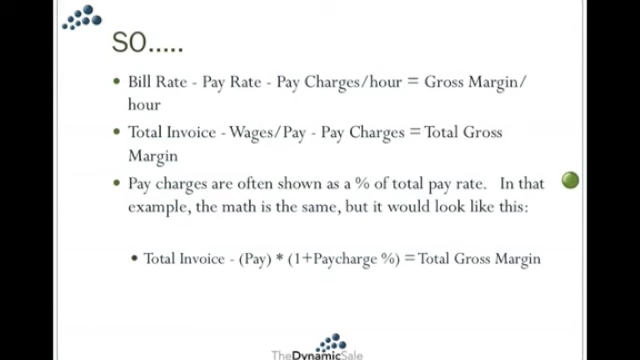 SO.....
• Bill Rate - Pay Rate - Pay Charges/hour = Gross Margin/
hour
• Total Invoice - Wages/Pay - Pay Charges = Total Gross
Margin
• Pay charges are often shown as a % of total pay rate. In that
example, the math is the same, but it would look like this:
• Total Invoice - (Pay) * (1+Paycharge %) = Total Gross Margin
TheDynamicSale